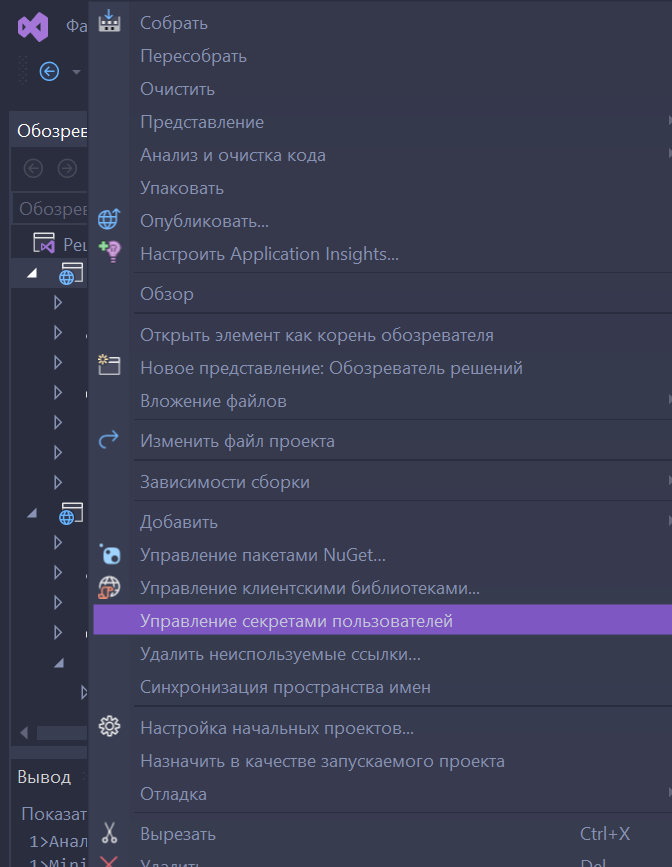 Фа
Собрать
Пересобрать
Очистить
Обозрев
Представление
Анализ и очистка кода
Упаковать
Обозрев
Опубликовать...
Реш
Настроить Application Insights...
Обзор
Открыть элемент как корень обозревателя
Новое представление: Обозреватель решений
Вложение файлов
Изменить файл проекта
Зависимости сборки
Добавить
Управление пакетами NuGet...
Управление клиентскими библиотеками...
Управление секретами пользователей
Удалить неиспользуемые ссылки...
Синхронизация пространства имен
Настройка начальных проектов...
Назначить в качестве запускаемого проекта
Вывод
Отладка
Показат
Вырезать Ctrl+X
1>Анал
1>Mini
Удалить Del